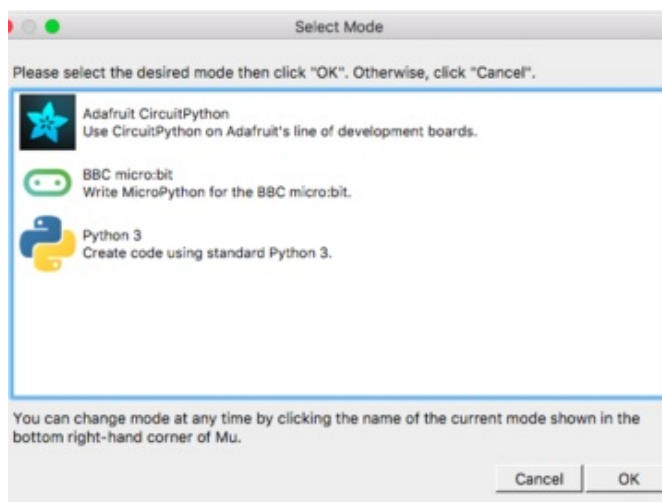 Select Mode
Please select the desired mode then click "OK". Otherwise, click "Cancel".
Adafruit CircuitPython
Use CircuitPython on Adafruit's line of development boards.
BBC micro:bit
Write MicroPython for the BBC micro:bit.
Python 3
Create code using standard Python 3.
You can change mode at any time by clicking the name of the current mode shown in the
bottom right-hand corner of Mu.
Cancel OK